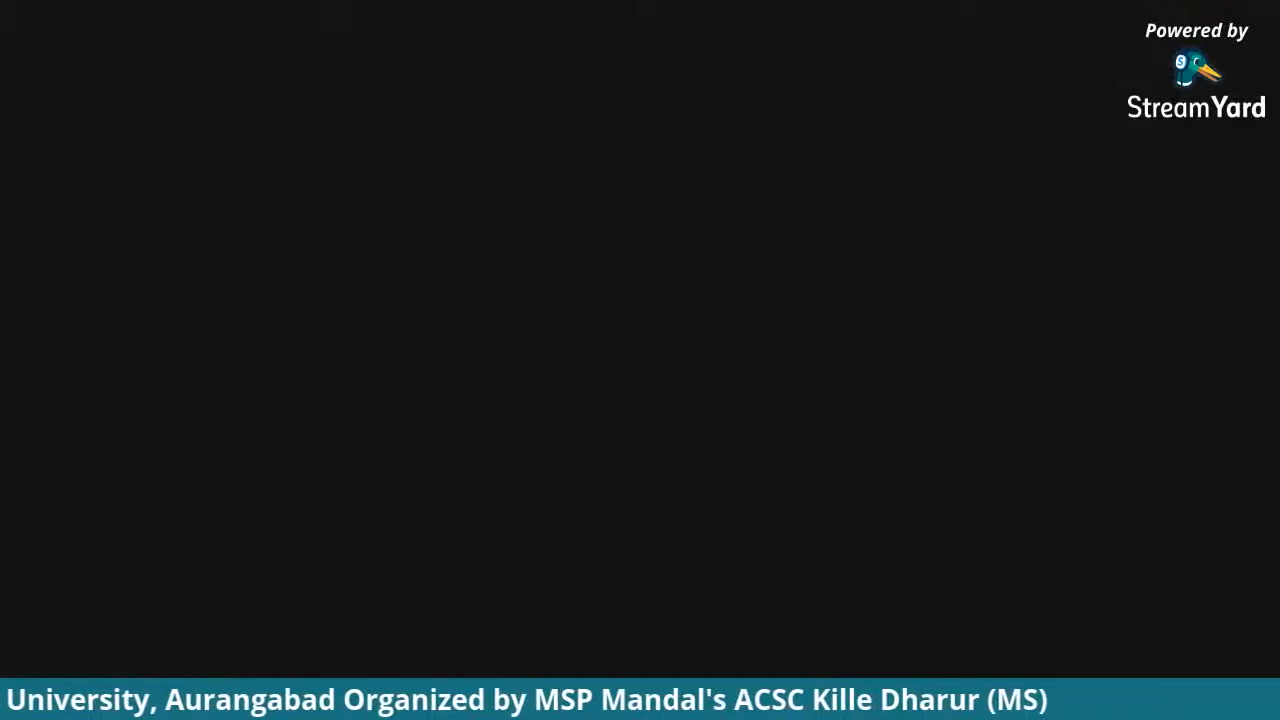 Powered by
S
StreamYard
University, Aurangabad Organized by MSP Mandal's ACSC Kille Dharur (MS)